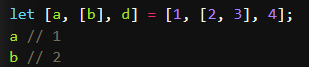 let [a, [b], d] = [1, [2, 3], 4];
a // 1
b // 2